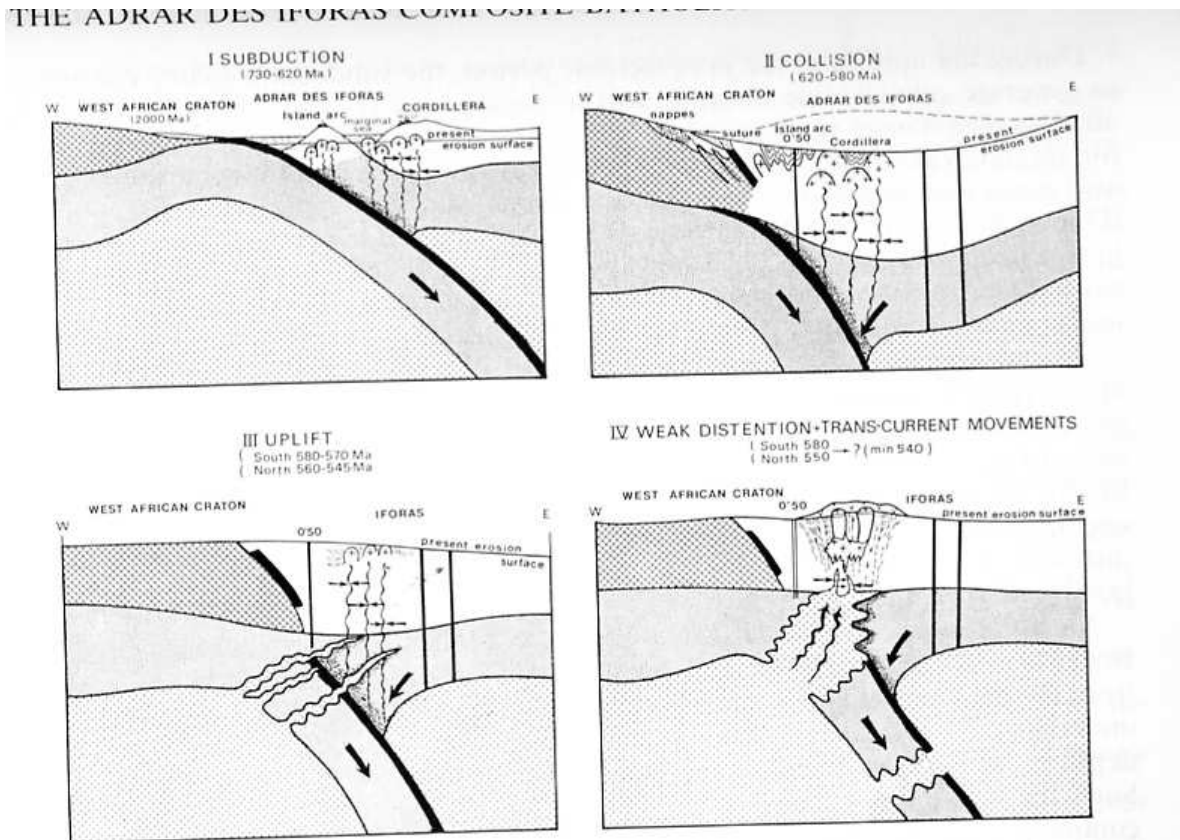 THE ADRAR DES IFORAS COMPOSITE
I SUBDUCTION
(730-620 Ma)
W
WEST AFRICAN CRATON
(2000 Ma)
ADRAR DES IFORAS
Island arc
marginal
sea
CORDILLERA
E
present
erosion surface
II COLLISION
(620-580 Ma)
W
WEST AFRICAN CRATON
ADRAR DES IFORAS
E
nappes
suture
Island arc
0°50
Cordillera
present
erosion surface
III UPLIFT
( South 580-570 Ma
( North 560-545 Ma
W
WEST AFRICAN CRATON
0°50
IFORAS
E
present erosion
surface
IV WEAK DISTENTION+TRANS-CURRENT MOVEMENTS
( South 580
( North 550 → ? (min 540)
W
WEST AFRICAN CRATON
0°50
IFORAS
E
present erosion surface